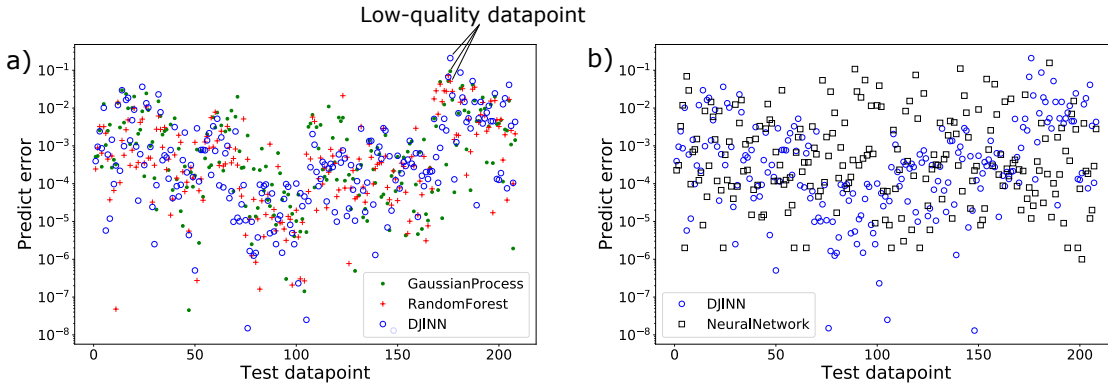 Low-quality datapoint
a)
10⁻¹
10⁻²
10⁻³
10⁻⁴
10⁻⁵
10⁻⁶
10⁻⁷
10⁻⁸
Predict error
GaussianProcess
RandomForest
DJINN
0 50 100 150 200
Test datapoint
b)
10⁻¹
10⁻²
10⁻³
10⁻⁴
10⁻⁵
10⁻⁶
10⁻⁷
10⁻⁸
Predict error
DJINN
NeuralNetwork
0 50 100 150 200
Test datapoint